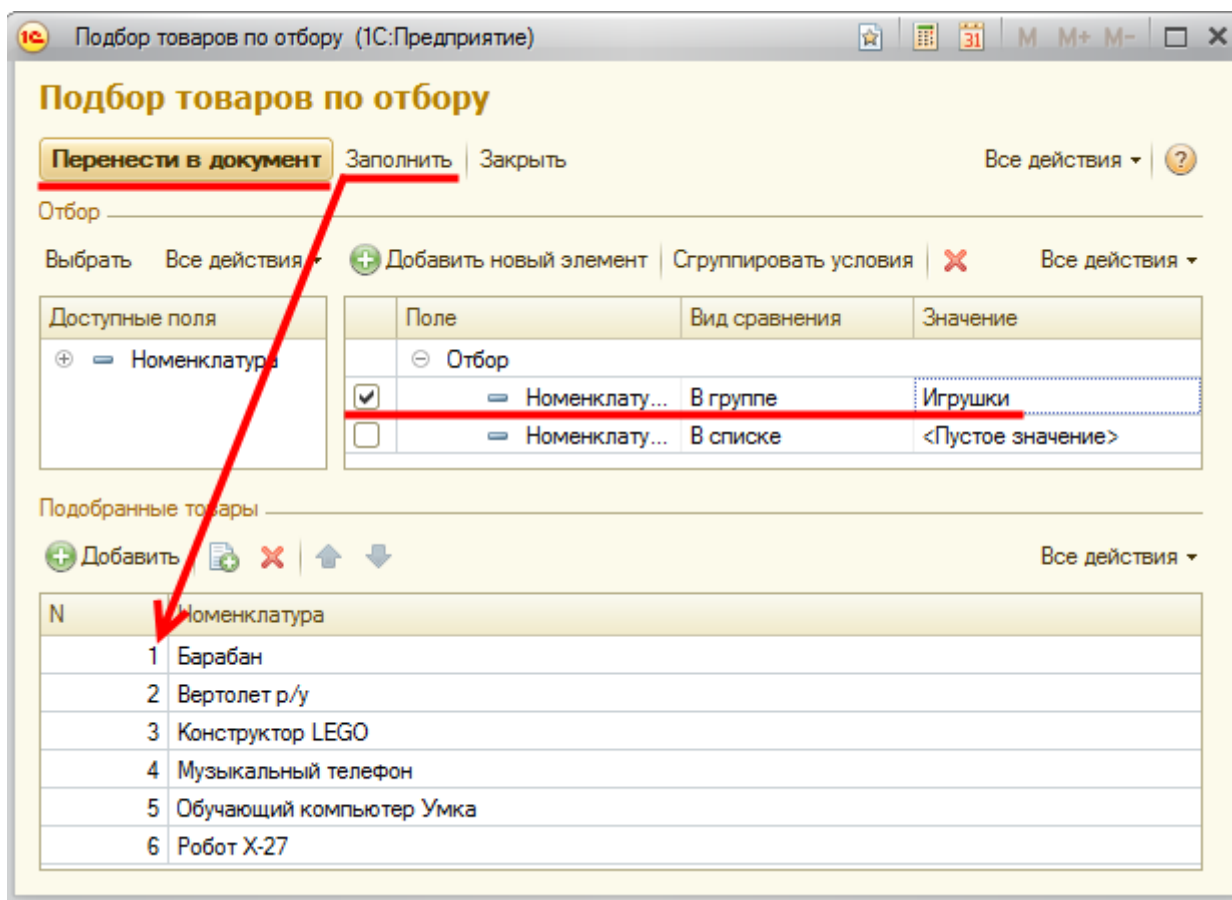 Подбор товаров по отбору (1С:Предприятие) 31 M M+ M-
Подбор товаров по отбору
Перенести в документ Заполнить Закрыть Все действия ?
Отбор
Выбрать Все действия Добавить новый элемент Сгруппировать условия Все действия
Доступные поля Поле Вид сравнения Значение
Номенклатура Отбор
Номенклату... В группе Игрушки
Номенклату... В списке <Пустое значение>
Подобранные товары
Добавить Все действия
N Номенклатура
1 Барабан
2 Вертолет р/у
3 Конструктор LEGO
4 Музыкальный телефон
5 Обучающий компьютер Умка
6 Робот X-27